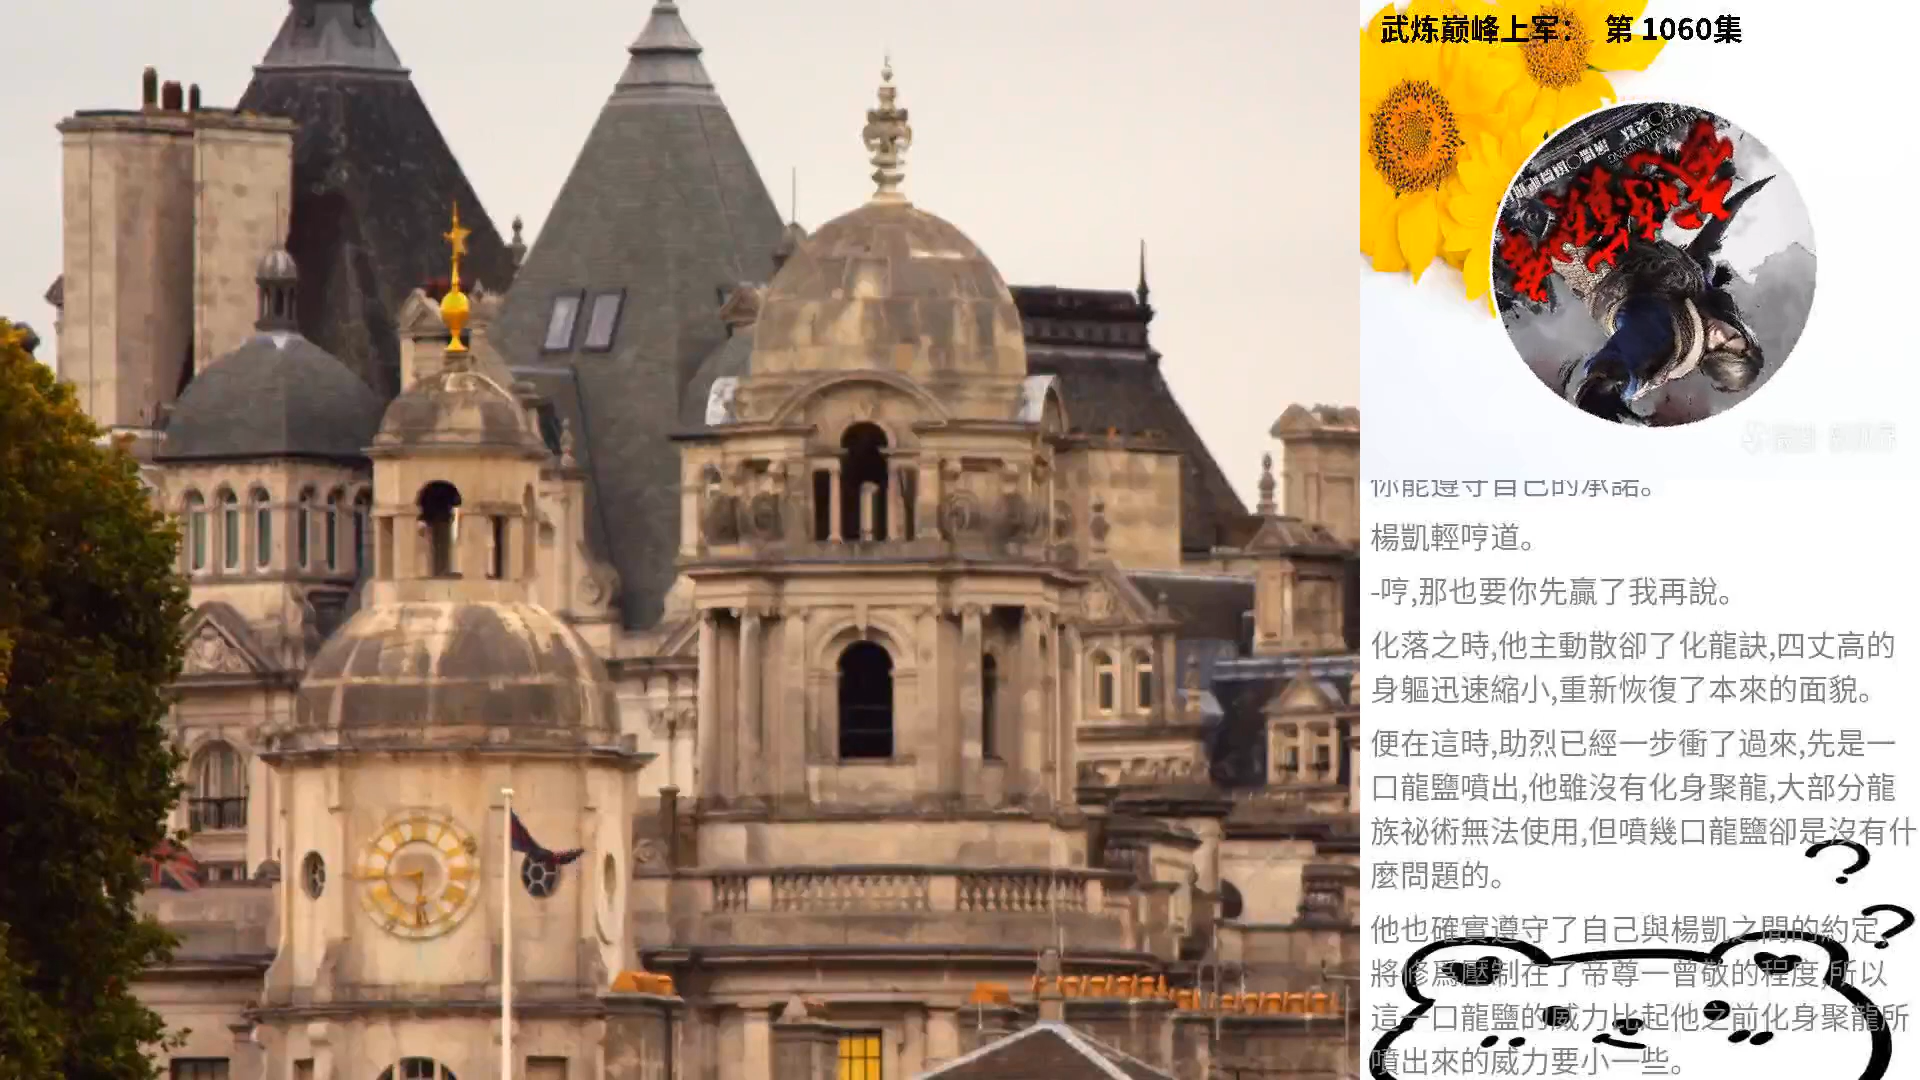 武炼巅峰上军： 第 1060集
你能遵守自己的承諾。
楊凱輕哼道。
-哼,那也要你先贏了我再說。
化落之時,他主動散卻了化龍訣,四丈高的
身軀迅速縮小,重新恢復了本來的面貌。
便在這時,助烈已經一步衝了過來,先是一
口龍鹽噴出,他雖沒有化身聚龍,大部分龍
族祕術無法使用,但噴幾口龍鹽卻是沒有什
麼問題的。
他也確實遵守了自己與楊凱之間的約定,
將修爲壓制在了帝尊一曾敬的程度,所以
這一口龍鹽的威力比起他之前化身聚龍所
噴出來的威力要小一些。